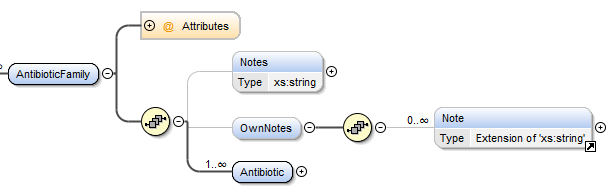 @ Attributes
AntibioticFamily
Notes
Type xs:string
OwnNotes
0..∞
Note
Type Extension of 'xs:string'
1..∞
Antibiotic